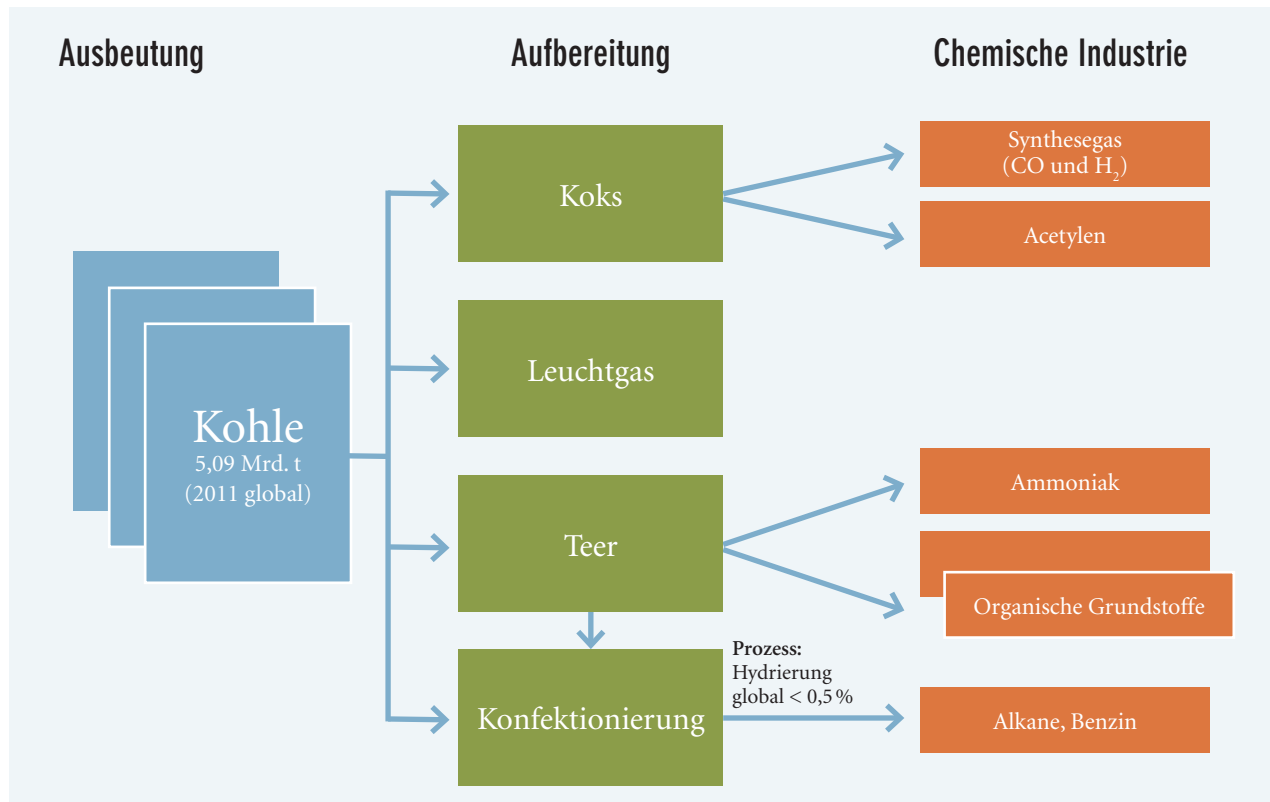 Ausbeutung
Aufbereitung
Chemische Industrie
Kohle
5,09 Mrd. t
(2011 global)
Koks
Leuchtgas
Teer
Konfektionierung
Prozess:
Hydrierung
global < 0,5 %
Synthesegas
(CO und H₂)
Acetylen
Ammoniak
Organische Grundstoffe
Alkane, Benzin